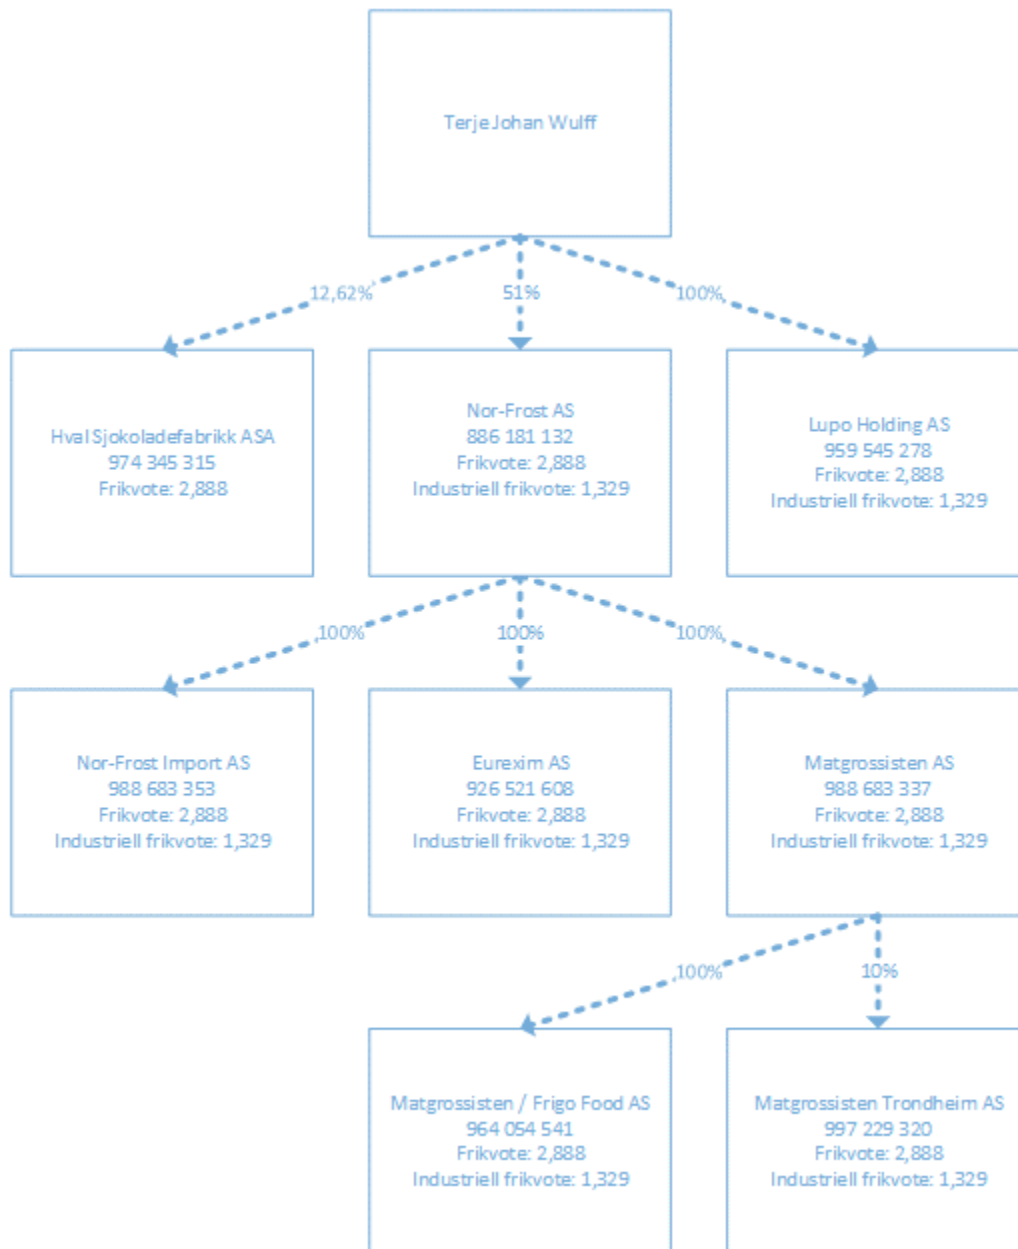 Terje Johan Wulff
12,62%
51%
100%
Hval Sjokoladefabrikk ASA
974 345 315
Frikvote: 2,888
Nor-Frost AS
886 181 132
Frikvote: 2,888
Industriell frikvote: 1,329
Lupo Holding AS
959 545 278
Frikvote: 2,888
Industriell frikvote: 1,329
100%
100%
100%
Nor-Frost Import AS
988 683 353
Frikvote: 2,888
Industriell frikvote: 1,329
Eurexim AS
926 521 608
Frikvote: 2,888
Industriell frikvote: 1,329
Matgrossisten AS
988 683 337
Frikvote: 2,888
Industriell frikvote: 1,329
100%
10%
Matgrossisten / Frigo Food AS
964 054 541
Frikvote: 2,888
Industriell frikvote: 1,329
Matgrossisten Trondheim AS
997 229 320
Frikvote: 2,888
Industriell frikvote: 1,329